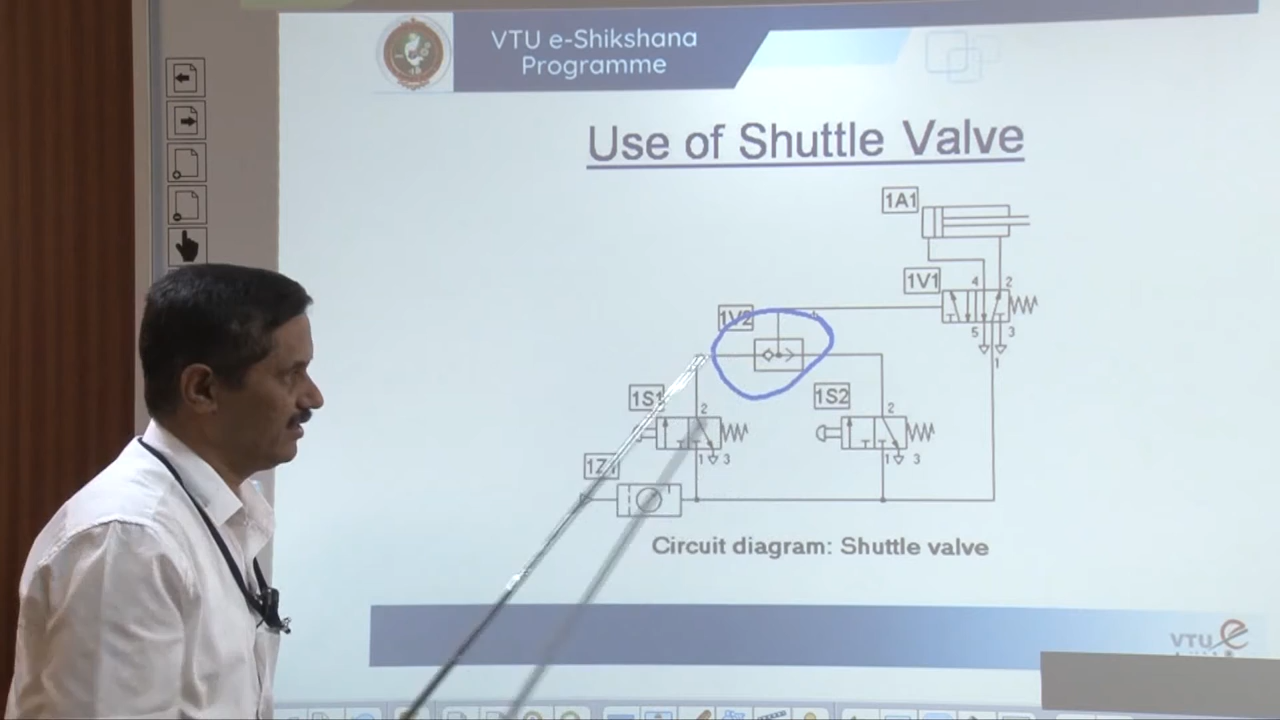 VTU e-Shikshana
Programme
Use of Shuttle Valve
1A1
1V1
4
2
5
3
1
1V2
1S1
2
1
3
1S2
2
1
3
1Z1
Circuit diagram: Shuttle valve
VTU e